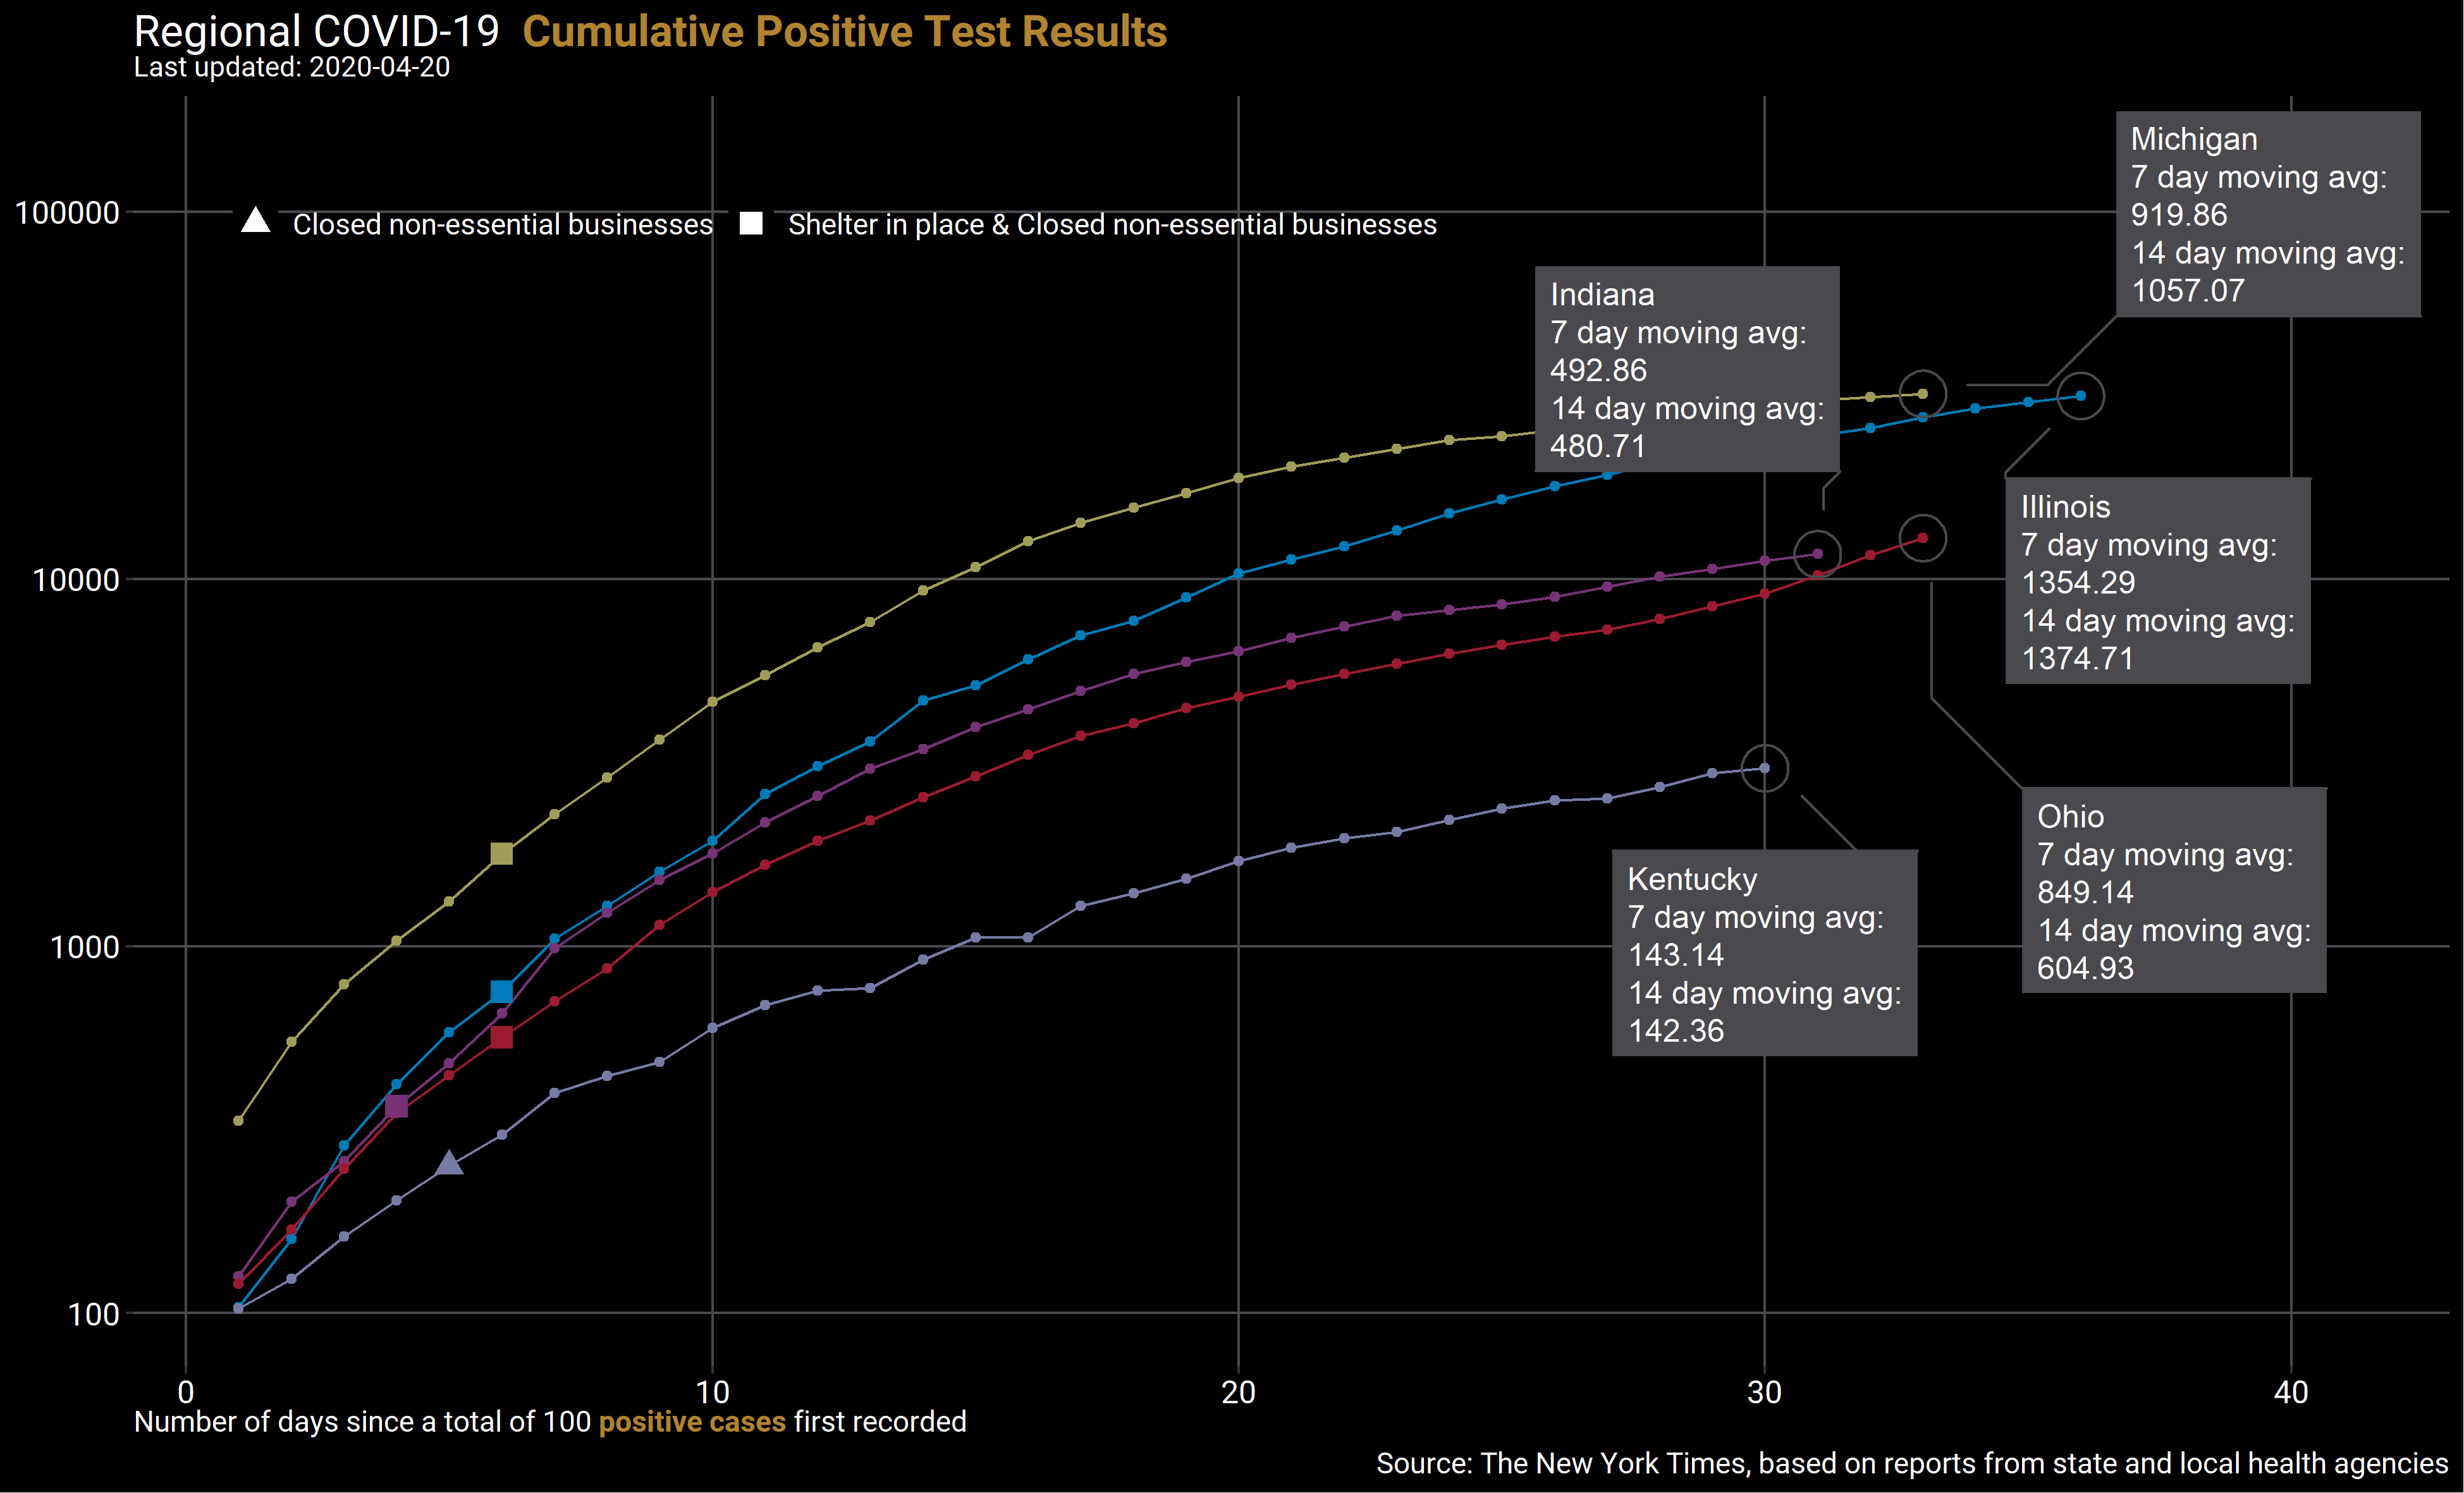 Regional COVID-19 Cumulative Positive Test Results
Last updated: 2020-04-20
100000
10000
1000
100
Closed non-essential businesses
Shelter in place & Closed non-essential businesses
Michigan
7 day moving avg:
919.86
14 day moving avg:
1057.07
Indiana
7 day moving avg:
492.86
14 day moving avg:
480.71
Illinois
7 day moving avg:
1354.29
14 day moving avg:
1374.71
Ohio
7 day moving avg:
849.14
14 day moving avg:
604.93
Kentucky
7 day moving avg:
143.14
14 day moving avg:
142.36
0 10 20 30 40
Number of days since a total of 100 positive cases first recorded
Source: The New York Times, based on reports from state and local health agencies